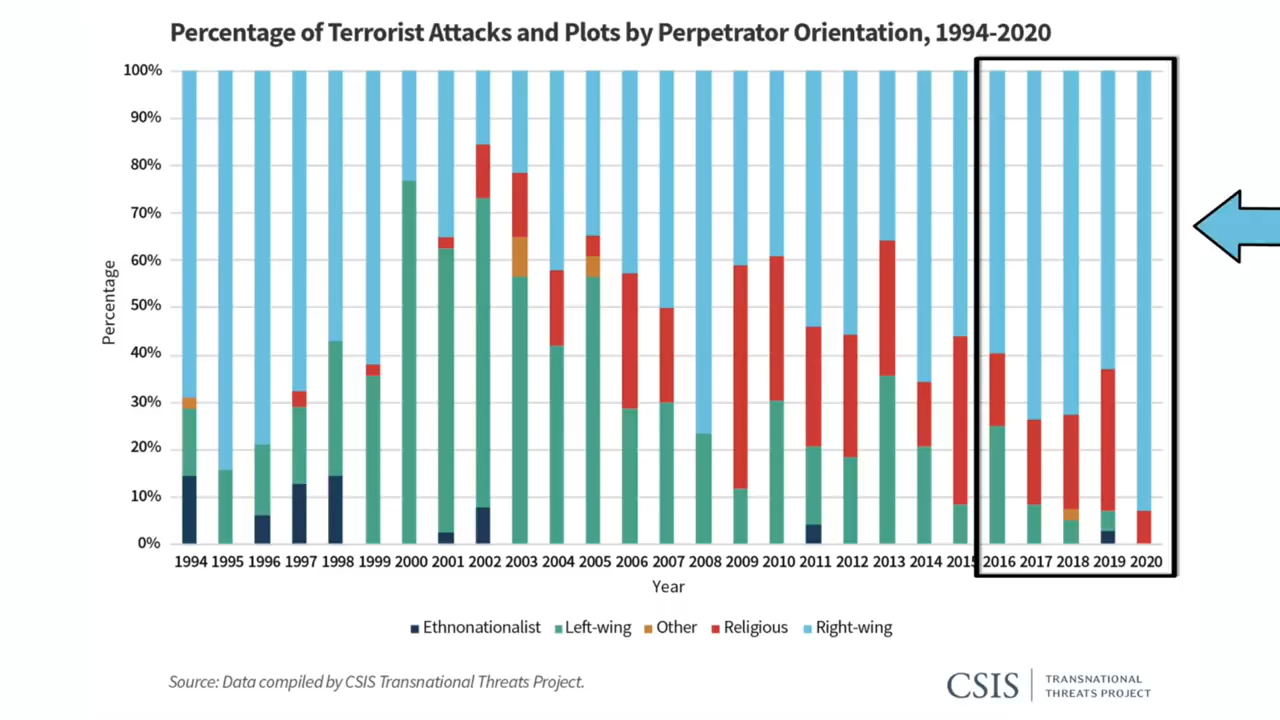 Percentage of Terrorist Attacks and Plots by Perpetrator Orientation, 1994-2020
100%
90%
80%
70%
60%
50%
40%
30%
20%
10%
0%
Percentage
1994 1995 1996 1997 1998 1999 2000 2001 2002 2003 2004 2005 2006 2007 2008 2009 2010 2011 2012 2013 2014 2015 2016 2017 2018 2019 2020
Year
Ethnonationalist Left-wing Other Religious Right-wing
Source: Data compiled by CSIS Transnational Threats Project.
CSIS
TRANSNATIONAL
THREATS PROJECT